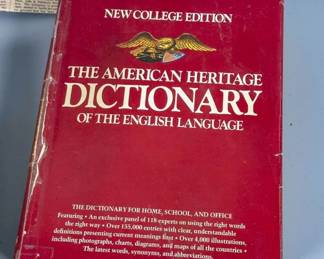 NEW COLLEGE EDITION
THE AMERICAN HERITAGE
DICTIONARY
OF THE ENGLISH LANGUAGE
THE DICTIONARY FOR HOME, SCHOOL, AND OFFICE
Featuring • An exclusive panel of 118 experts on using the right words
the right way • Over 155,000 entries with clear, understandable
definitions presenting current meanings first • Over 4,000 illustrations,
including photographs, charts, diagrams, and maps of all the countries •
The latest words, synonyms, and abbreviations.